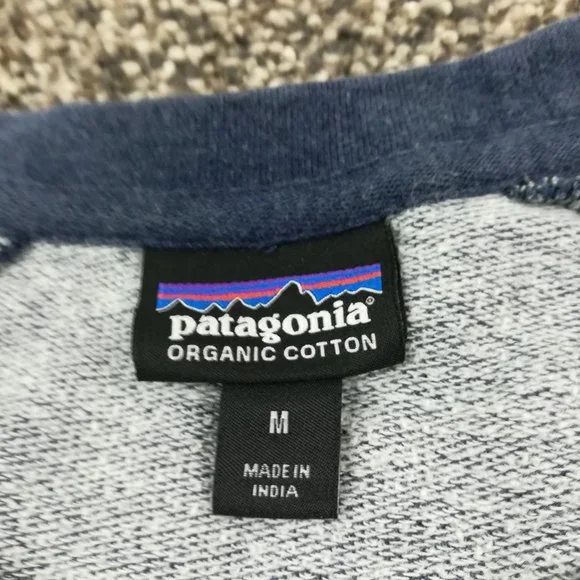 patagonia®
ORGANIC COTTON
M
MADE IN
INDIA